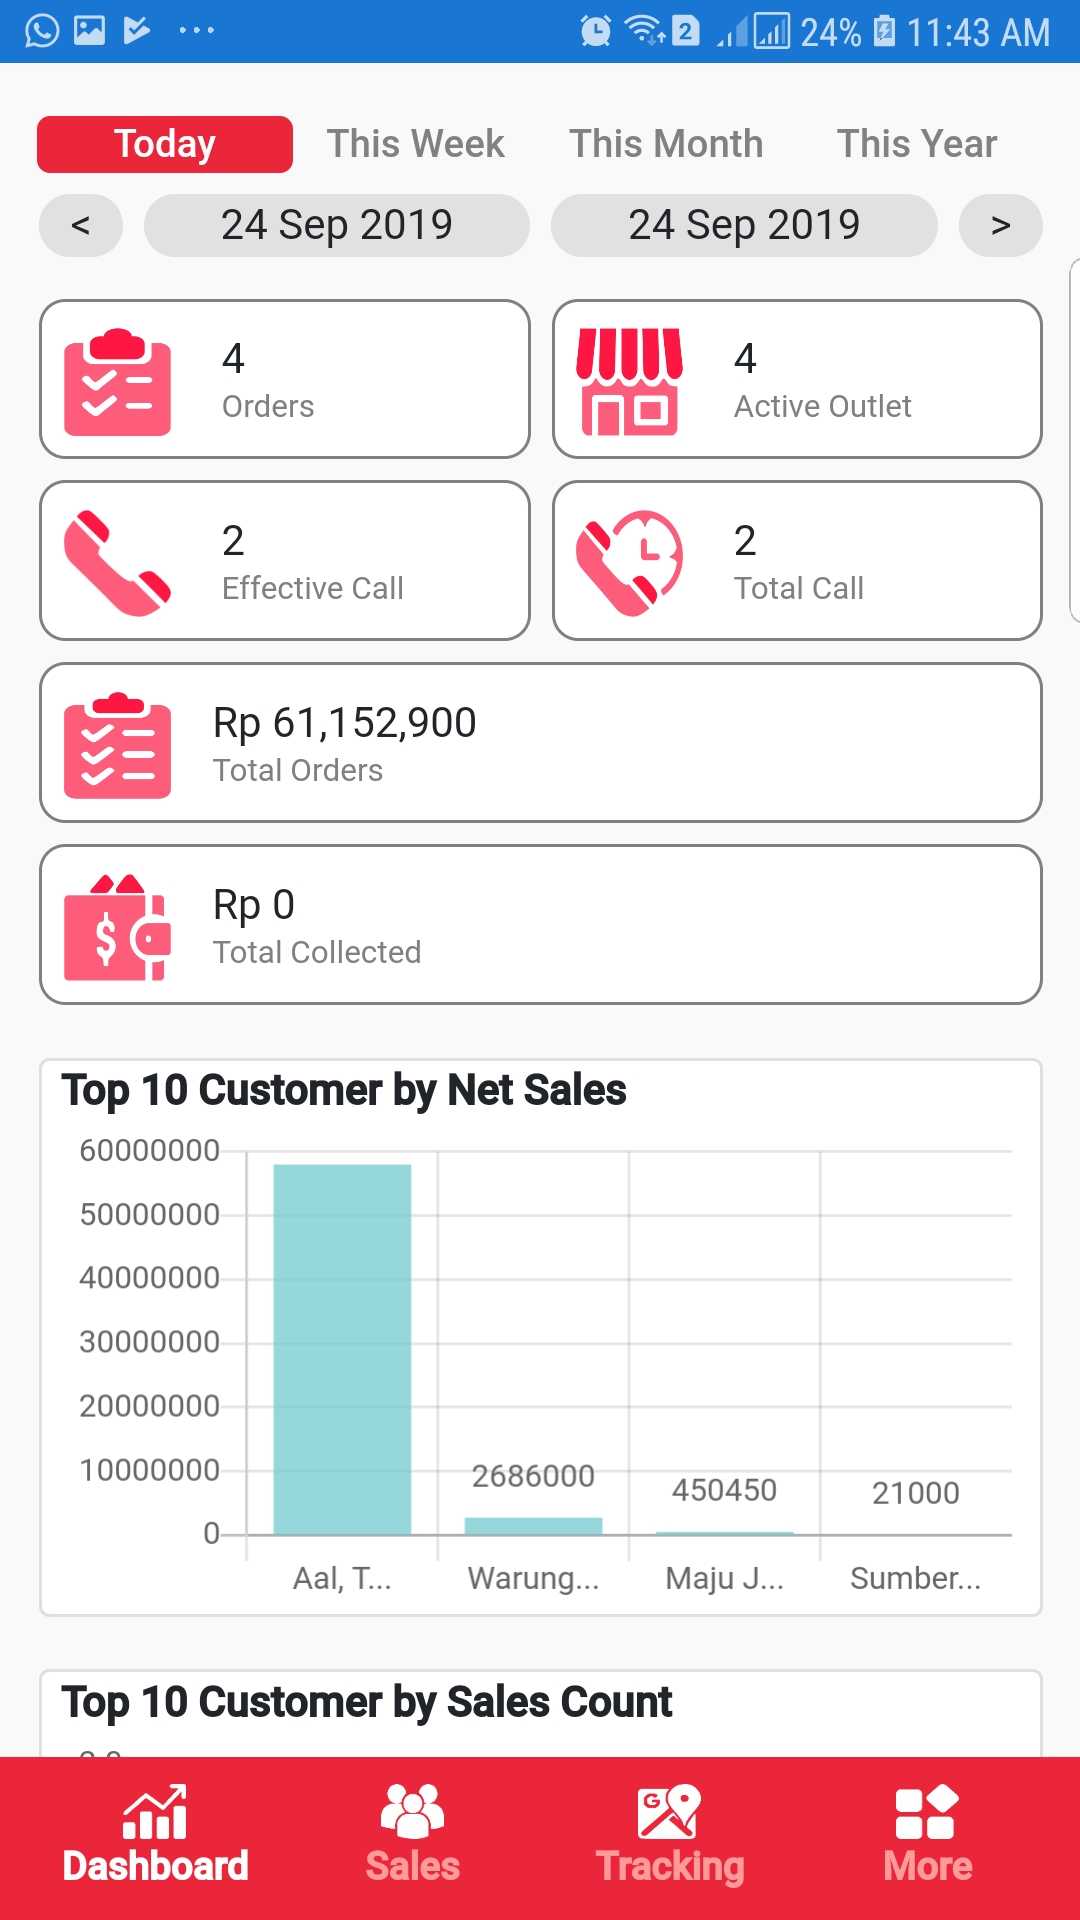 2 24% 11:43 AM
Today This Week This Month This Year
< 24 Sep 2019 24 Sep 2019 >
4
Orders
4
Active Outlet
2
Effective Call
2
Total Call
Rp 61,152,900
Total Orders
$
Rp 0
Total Collected
Top 10 Customer by Net Sales
60000000
50000000
40000000
30000000
20000000
10000000
0
2686000
450450
21000
Aal, T... Warung... Maju J... Sumber...
Top 10 Customer by Sales Count
G
Dashboard Sales Tracking More